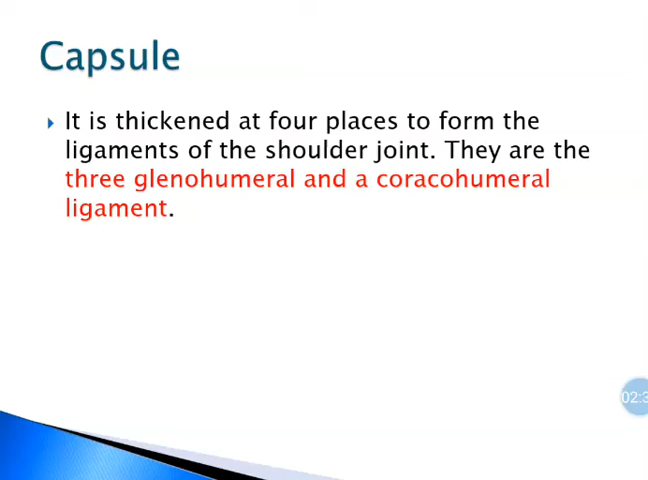 Capsule
It is thickened at four places to form the
ligaments of the shoulder joint. They are the
three glenohumeral and a coracohumeral
ligament.